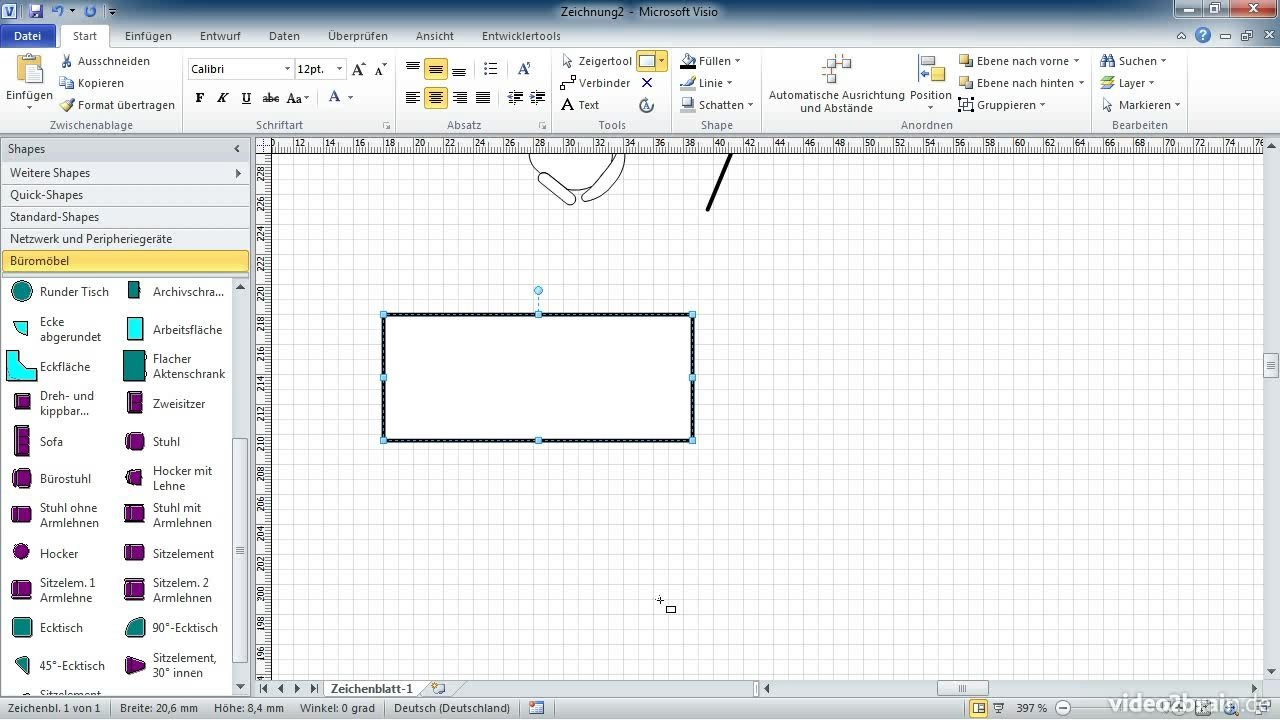 Zeichnung2 - Microsoft Visio
Datei Start Einfügen Entwurf Daten Überprüfen Ansicht Entwicklertools
Einfügen
Ausschneiden
Kopieren
Format übertragen
Zwischenablage
Calibri 12pt.
F K U abc Aa A
Schriftart
Absatz
Zeigertool
Verbinder
Text
Tools
Füllen
Linie
Schatten
Shape
Automatische Ausrichtung
und Abstände
Position
Ebene nach vorne
Ebene nach hinten
Gruppieren
Anordnen
Suchen
Layer
Markieren
Bearbeiten
Shapes
Weitere Shapes
Quick-Shapes
Standard-Shapes
Netzwerk und Peripheriegeräte
Büromöbel
Runder Tisch
Archivschra...
Ecke
abgerundet
Arbeitsfläche
Eckfläche
Flacher
Aktenschrank
Dreh- und
kippbar...
Zweisitzer
Sofa
Stuhl
Bürostuhl
Hocker mit
Lehne
Stuhl ohne
Armlehnen
Stuhl mit
Armlehnen
Hocker
Sitzelement
Sitzelem. 1
Armlehne
Sitzelem. 2
Armlehnen
Ecktisch
90°-Ecktisch
45°-Ecktisch
Sitzelement,
30° innen
12 14 16 18 20 22 24 26 28 30 32 34 36 38 40 42 44 46 48 50 52 54 56 58 60 62 64 66 68 70 72 74 76
228
226
224
222
220
218
216
214
212
210
208
206
204
202
200
198
196
Zeichenblatt-1
Zeichenbl. 1 von 1 Breite: 20,6 mm Höhe: 8,4 Winkel: 0 grad Deutsch (Deutschland) 397 %
video2brain.de